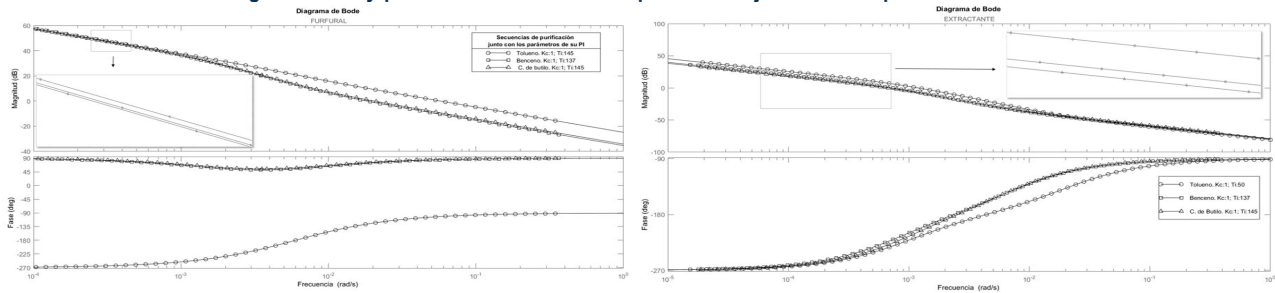 Diagrama de Bode
FURFURAL
Magnitud (dB)
60
40
20
0
-20
-40
Secuencias de purificación
junto con los parámetros de su PI
Tolueno. Kc:1; Ti:145
Benceno. Kc:1; Ti:137
C. de butilo. Kc:1; Ti:145
Fase (deg)
90
45
0
-45
-90
-135
-180
-225
-270
10⁻⁴
10⁻³
10⁻²
10⁻¹
10⁰
Frecuencia (rad/s)
Diagrama de Bode
EXTRACTANTE
Magnitud (dB)
100
50
0
-50
-100
Fase (deg)
-90
-180
-270
Tolueno. Kc:1; Ti:50
Benceno. Kc:1; Ti:137
C. de Butilo. Kc:1; Ti:145
10⁻⁵
10⁻⁴
10⁻³
10⁻²
10⁻¹
10⁰
Frecuencia (rad/s)